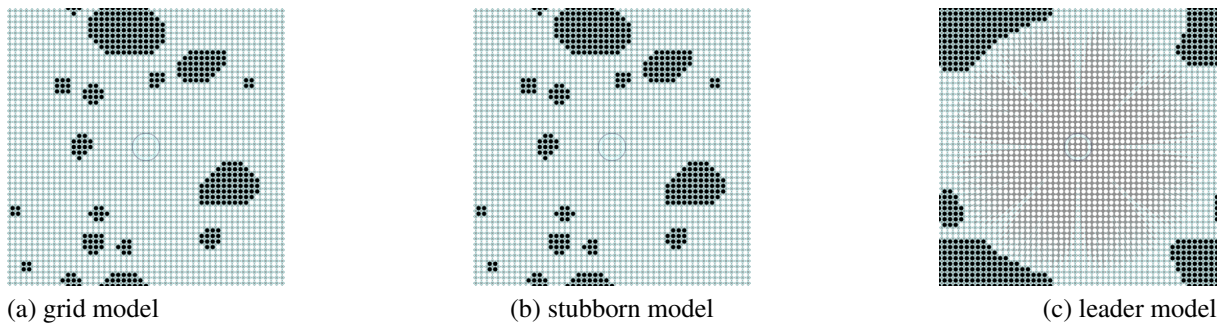 (a) grid model
(b) stubborn model
(c) leader model